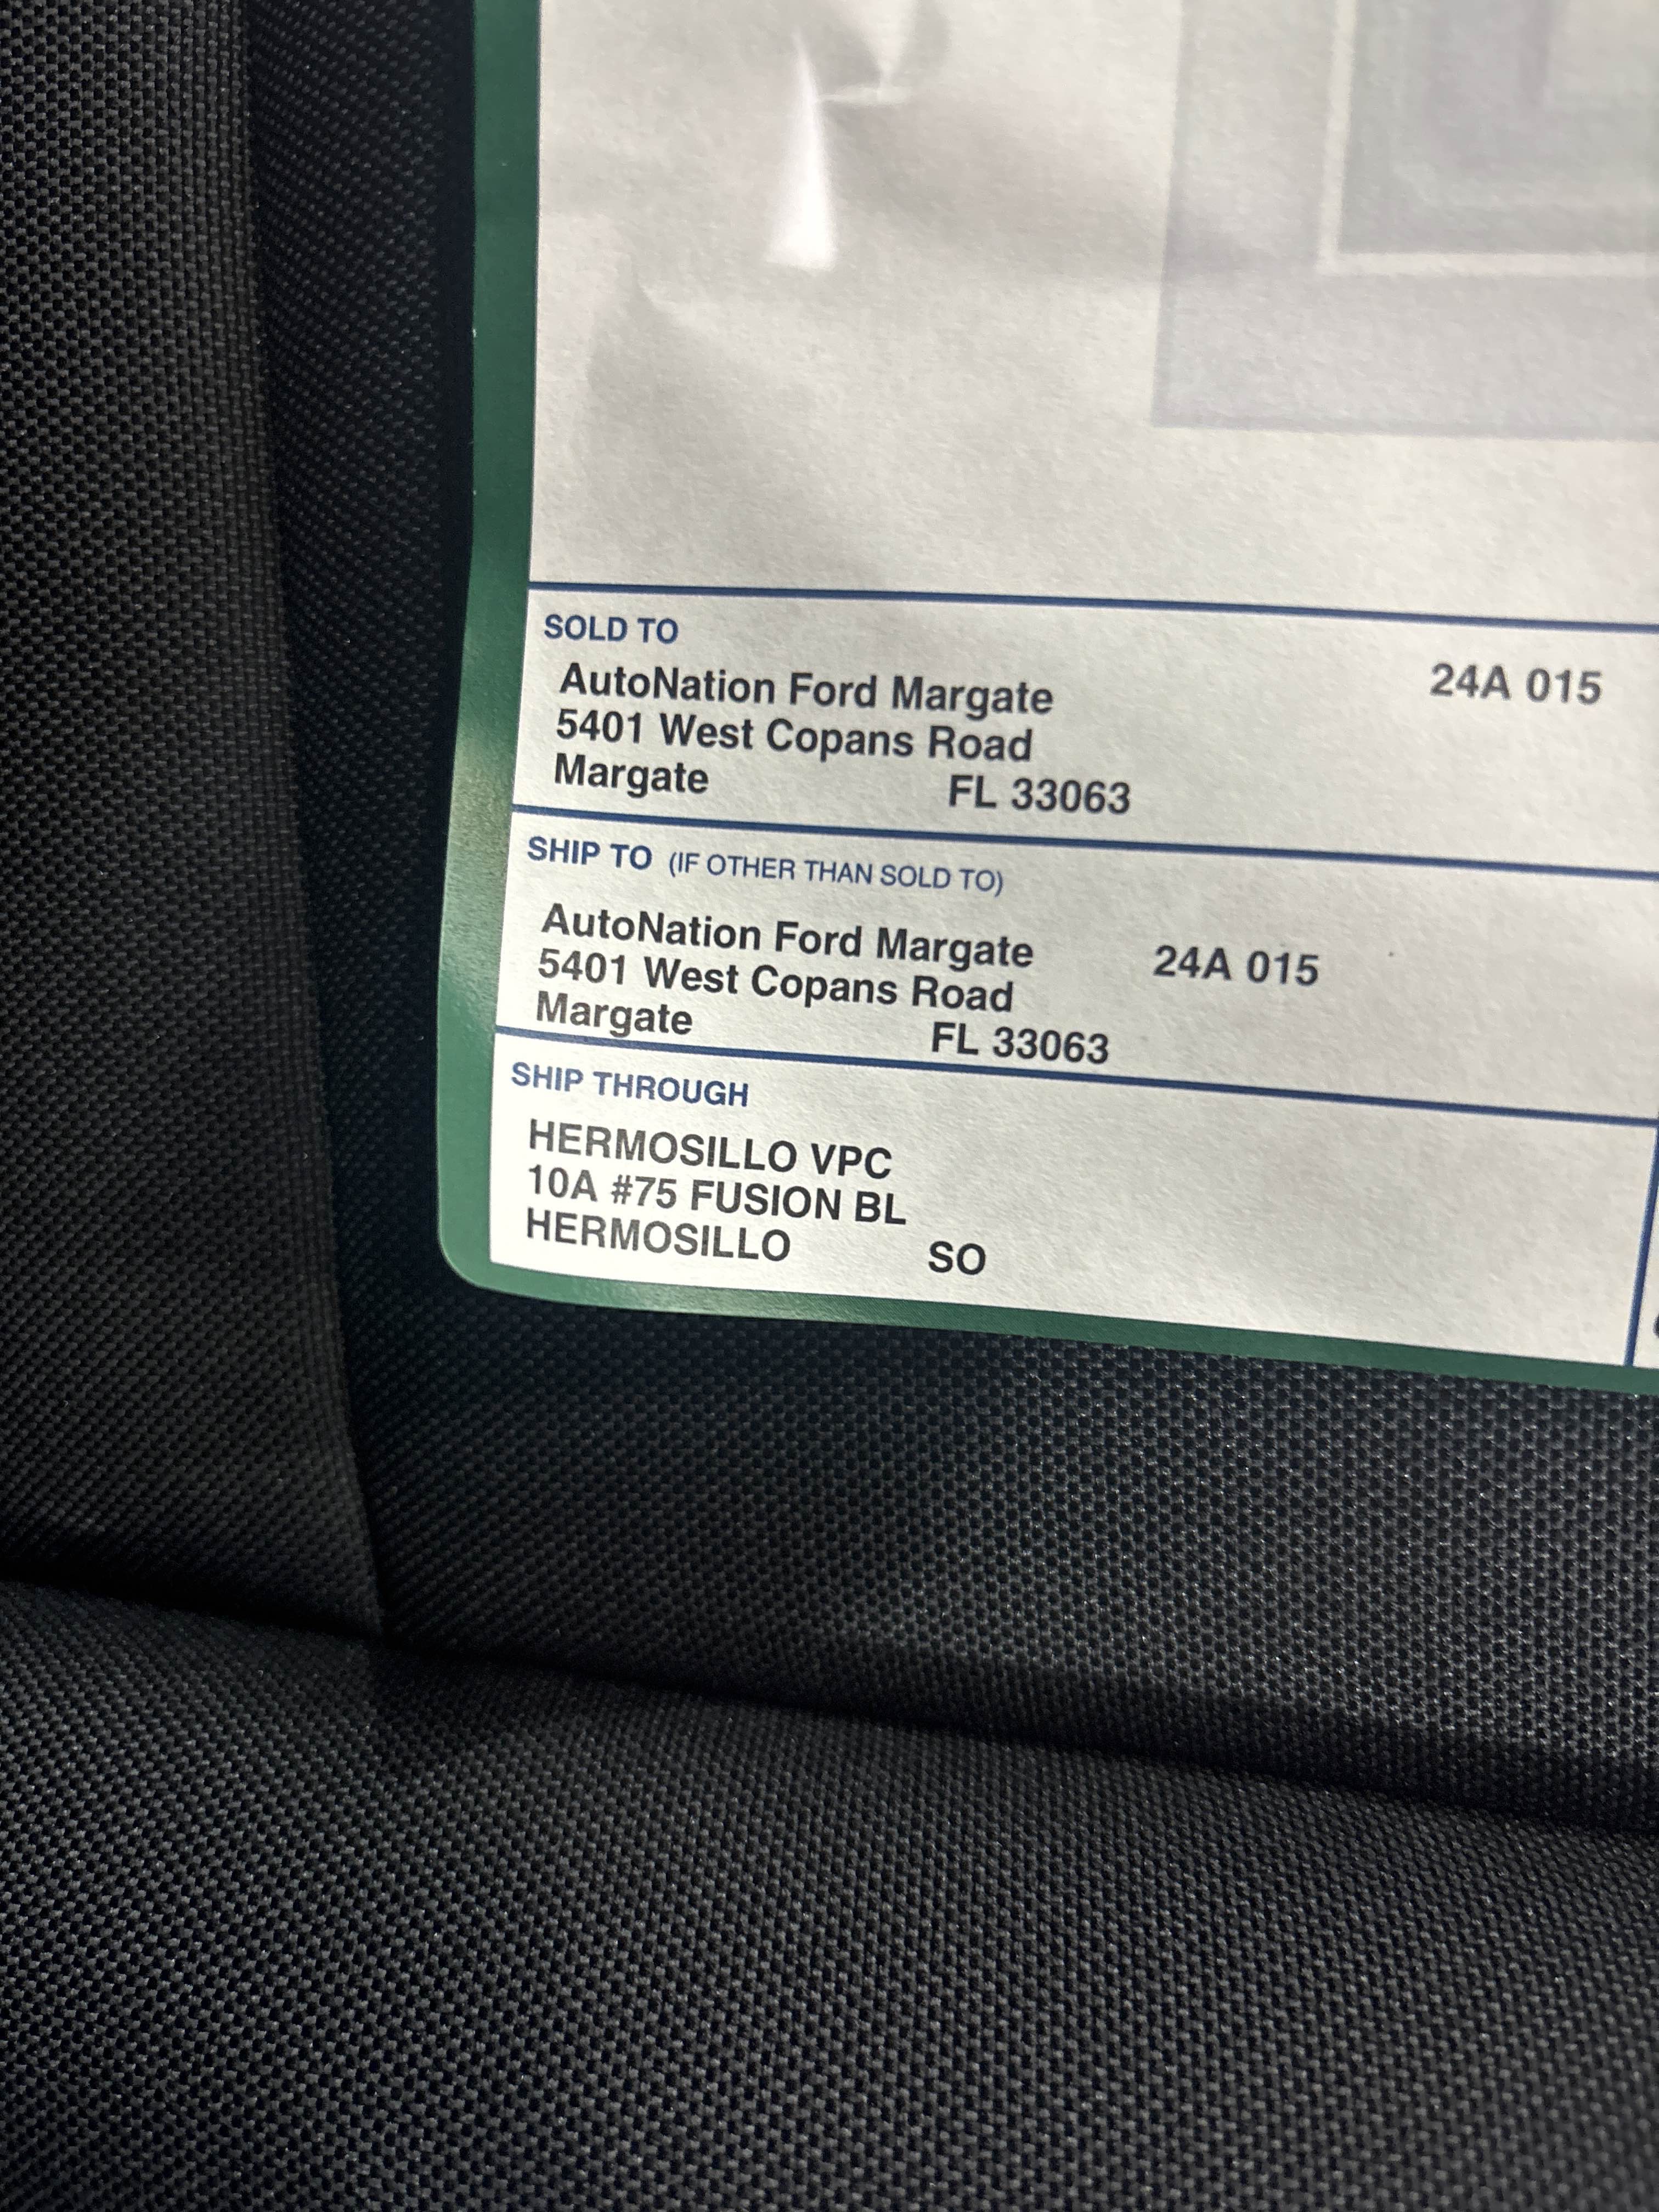 SOLD TO
AutoNation Ford Margate 24A 015
5401 West Copans Road
Margate FL 33063
SHIP TO (IF OTHER THAN SOLD TO)
AutoNation Ford Margate 24A 015
5401 West Copans Road
Margate FL 33063
SHIP THROUGH
HERMOSILLO VPC
10A #75 FUSION BL
HERMOSILLO SO